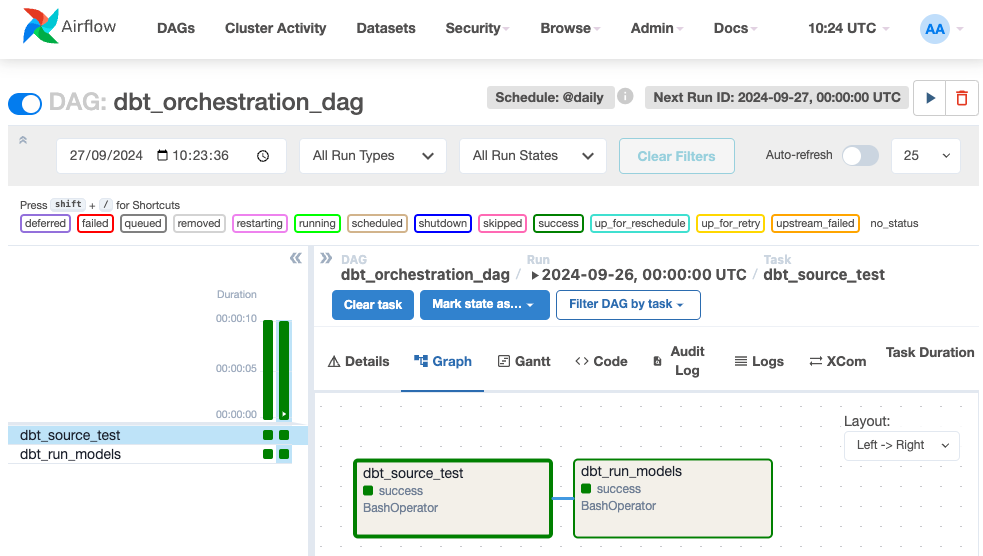 Airflow DAGs Cluster Activity Datasets Security Browse Admin Docs 10:24 UTC AA
DAG: dbt_orchestration_dag Schedule: @daily Next Run ID: 2024-09-27, 00:00:00 UTC
27/09/2024 10:23:36 All Run Types All Run States Clear Filters Auto-refresh 25
Press shift + / for Shortcuts
deferred failed queued removed restarting running scheduled shutdown skipped success up_for_reschedule up_for_retry upstream_failed no_status
DAG Run Task
dbt_orchestration_dag / 2024-09-26, 00:00:00 UTC / dbt_source_test
Clear task Mark state as... Filter DAG by task
Duration
00:00:10
00:00:05
00:00:00
dbt_source_test
dbt_run_models
Details Graph Gantt Code Audit Log Logs XCom Task Duration
Layout:
Left -> Right
dbt_source_test
success
BashOperator
dbt_run_models
success
BashOperator